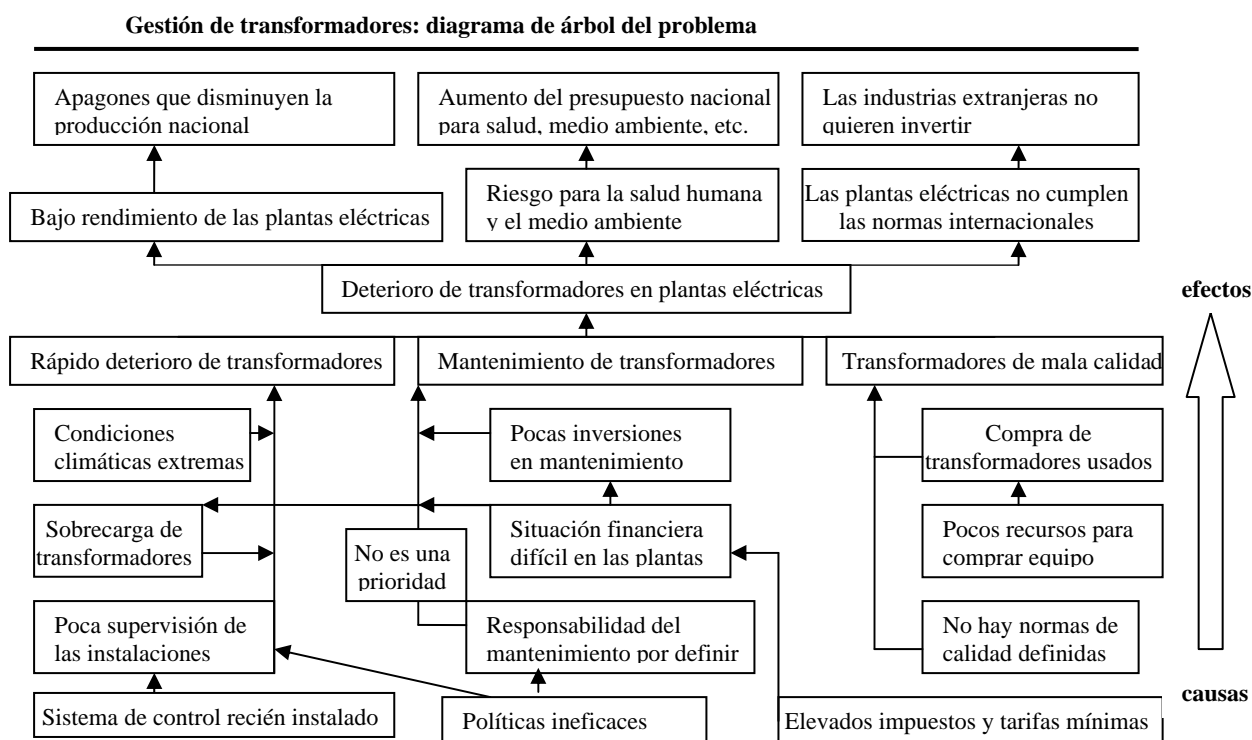 Gestión de transformadores: diagrama de árbol del problema
Apagones que disminuyen la
producción nacional
Aumento del presupuesto nacional
para salud, medio ambiente, etc.
Las industrias extranjeras no
quieren invertir
Bajo rendimiento de las plantas eléctricas
Riesgo para la salud humana
y el medio ambiente
Las plantas eléctricas no cumplen
las normas internacionales
Deterioro de transformadores en plantas eléctricas
efectos
Rápido deterioro de transformadores
Mantenimiento de transformadores
Transformadores de mala calidad
Condiciones
climáticas extremas
Pocas inversiones
en mantenimiento
Compra de
transformadores usados
Sobrecarga de
transformadores
No es una
prioridad
Situación financiera
difícil en las plantas
Pocos recursos para
comprar equipo
Poca supervisión de
las instalaciones
Responsabilidad del
mantenimiento por definir
No hay normas de
calidad definidas
causas
Sistema de control recién instalado
Políticas ineficaces
Elevados impuestos y tarifas mínimas